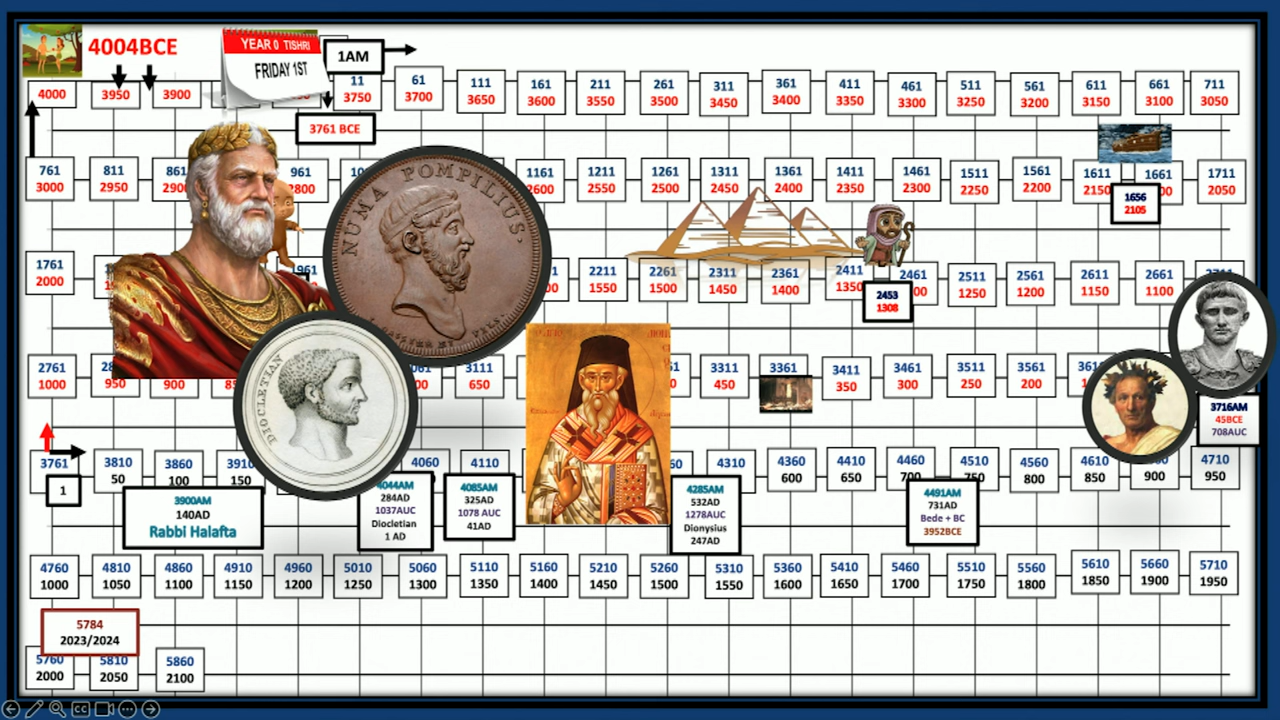 4004BCE
YEAR 0 TISHRI
FRIDAY 1ST
1AM
11 61 111 161 211 261 311 361 411 461 511 561 611 661 711
4000 3950 3900 3750 3700 3650 3600 3550 3500 3450 3400 3350 3300 3250 3200 3150 3100 3050
3761 BCE
761 811 861 961 1161 1211 1261 1311 1361 1411 1461 1511 1561 1611 1661 1711
3000 2950 2550 2500 2450 2400 2350 2300 2250 2200 2050
1656
2105
NUMA POMPILIUS.
1761 2211 2261 2311 2361 2411 2461 2511 2561 2611 2661
2000 1550 1500 1450 1400 1250 1200 1150 1100
2453
1308
2761 3111 3311 3361 3411 3461 3511 3561
1000 950 900 650 450 350 300 250 200
DIOCLETIAN
3716AM
45BCE
708AUC
3761 3810 3860 3910 4060 4110 4310 4360 4410 4460 4510 4560 4610 4710
1 50 100 150 600 650 700 750 800 850 900 950
3900AM
140AD
Rabbi Halafta
4044AM
284AD
1037AUC
Diocletian
1 AD
4085AM
325AD
1078 AUC
41AD
4285AM
532AD
1278AUC
Dionysius
247AD
4491AM
731AD
Bede + BC
3952BCE
4760 4810 4860 4910 4960 5010 5060 5110 5160 5210 5260 5310 5360 5410 5460 5510 5560 5610 5660 5710
1000 1050 1100 1150 1200 1250 1300 1350 1400 1450 1500 1550 1600 1650 1700 1750 1800 1850 1900 1950
5784
2023/2024
5760 5810 5860
2000 2050 2100
CC